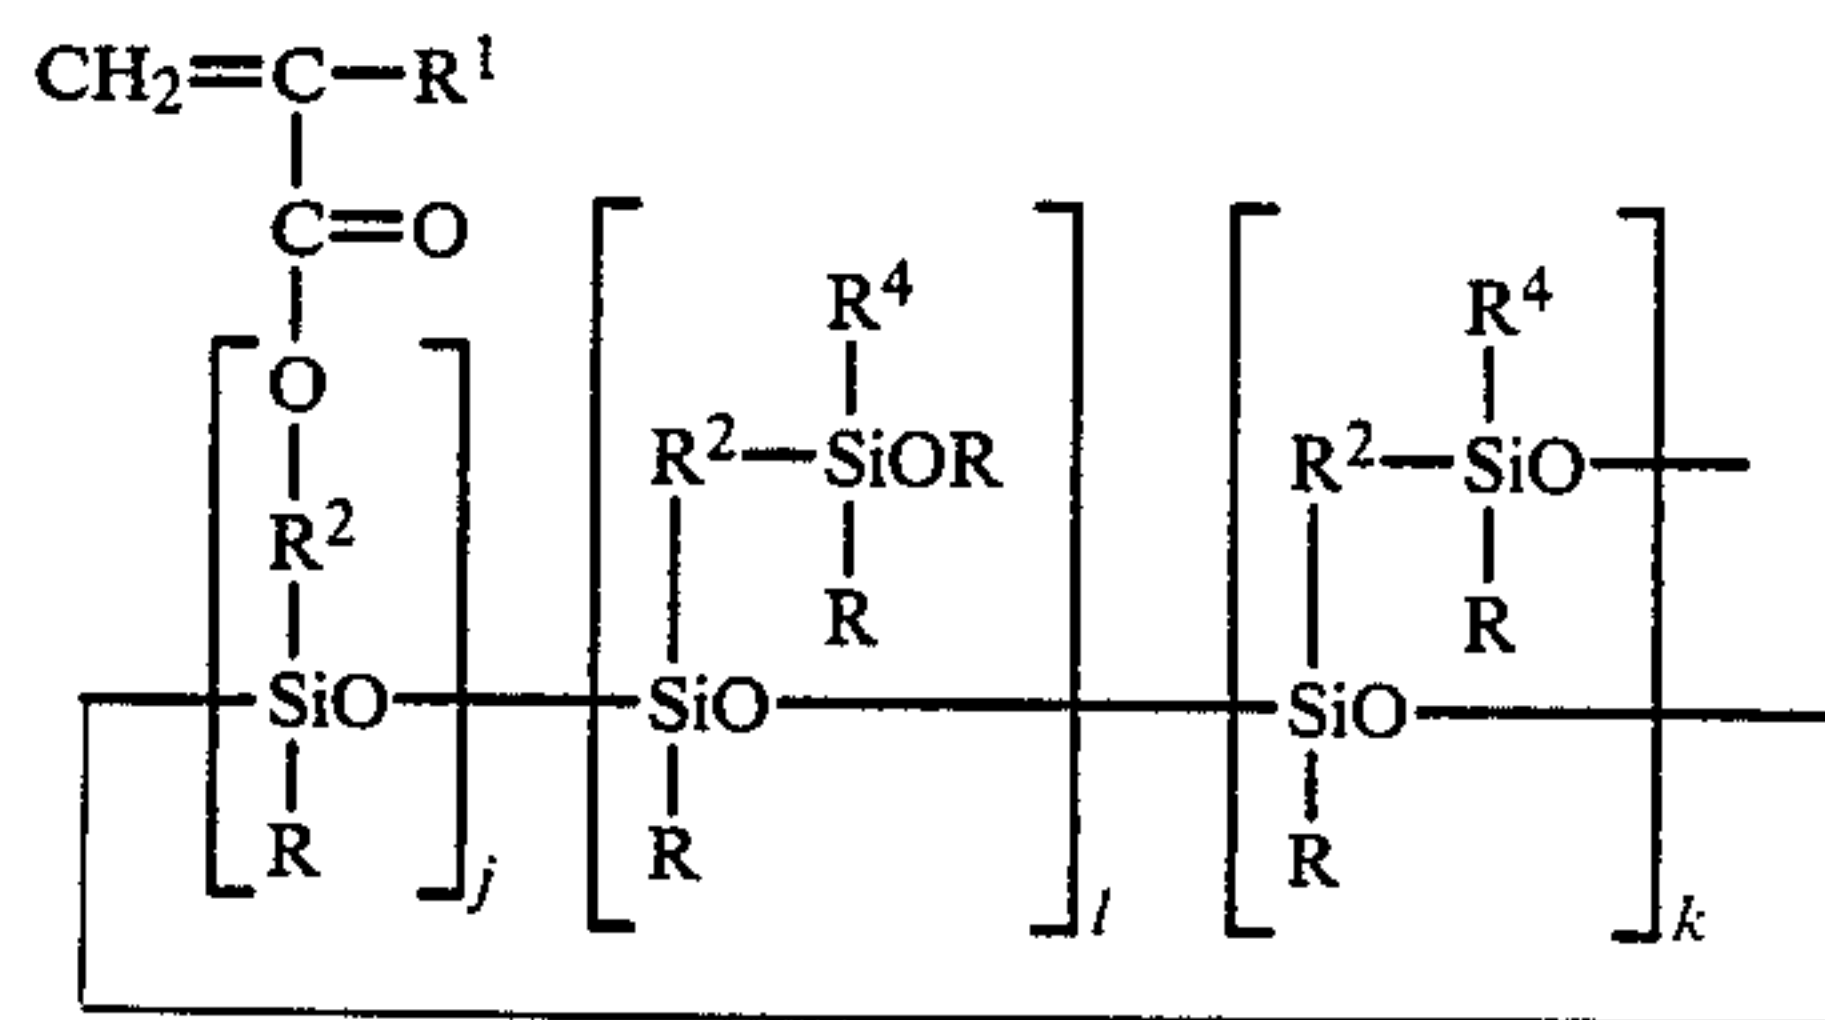 CH₂=C—R¹
C=O
R⁴ R⁴
O
R²—SiOR R²—SiO—
R²
R R
—SiO— SiO— SiO—
R R R
j l k